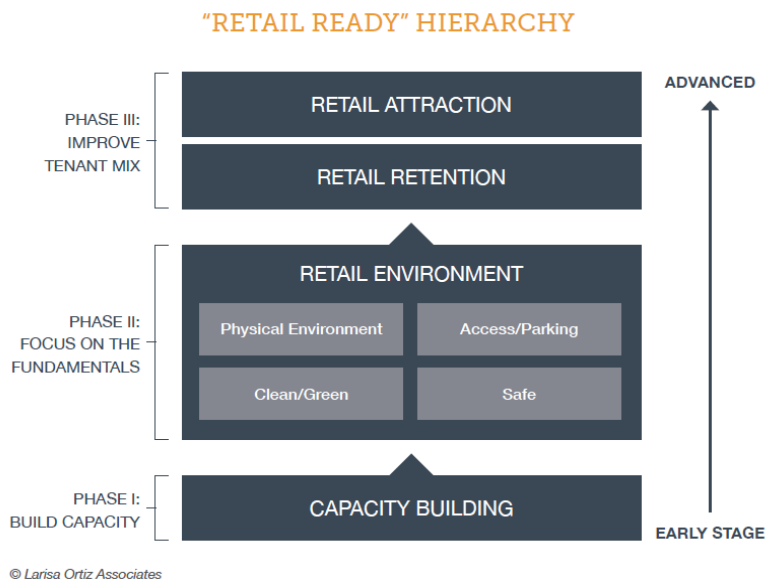 “RETAIL READY” HIERARCHY
ADVANCED
PHASE III:
IMPROVE
TENANT MIX
RETAIL ATTRACTION
RETAIL RETENTION
PHASE II:
FOCUS ON THE
FUNDAMENTALS
RETAIL ENVIRONMENT
Physical Environment
Access/Parking
Clean/Green
Safe
PHASE I:
BUILD CAPACITY
CAPACITY BUILDING
EARLY STAGE
© Larisa Ortiz Associates